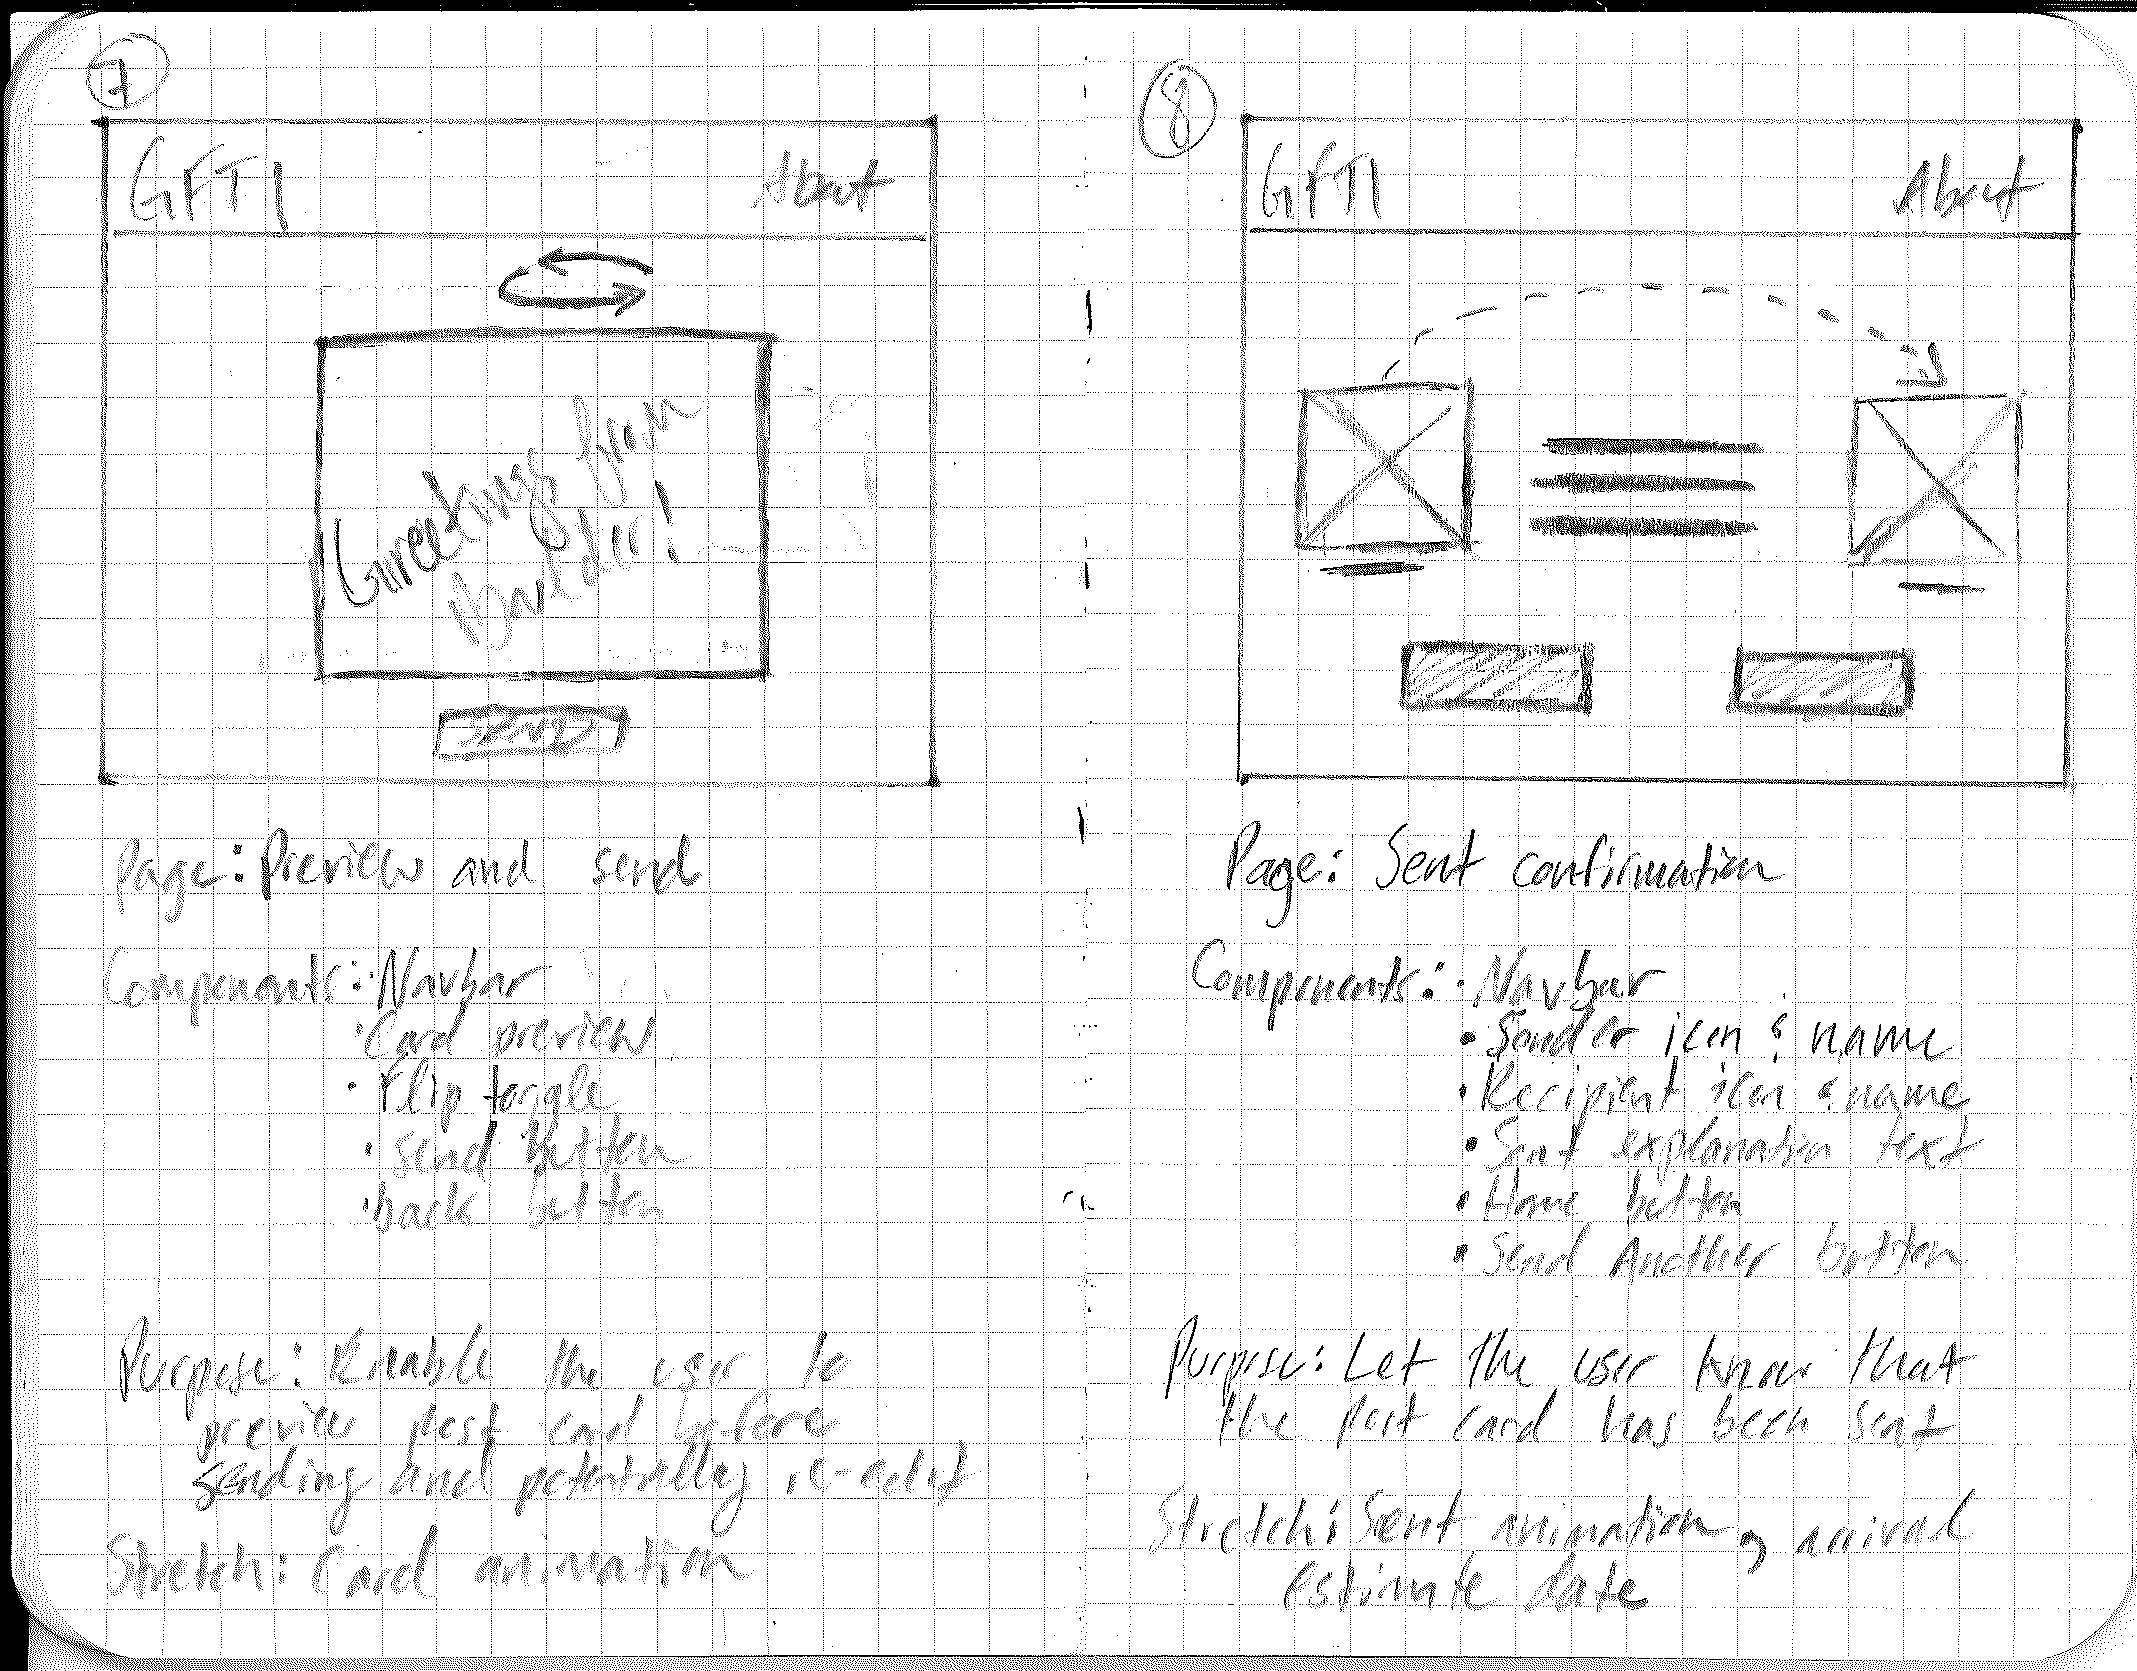 7
GFTI
About
Greetings from
Boulder!
SEND
Page: Preview and send
Components: · Navbar
· Card preview
· Flip toggle
· send button
· back button
Purpose: Enable the user to
preview post card before
sending and potentially re-edit
Stretch: Card animation
8
GFTI
About
Page: Sent confirmation
Components: · Navbar
• Sender icon & name
• Recipient icon & name
• Sent explanation text
• Home button
• Send Another button
Purpose: Let the user know that
the post card has been sent
Stretch: Sent animation, arrival
estimate date